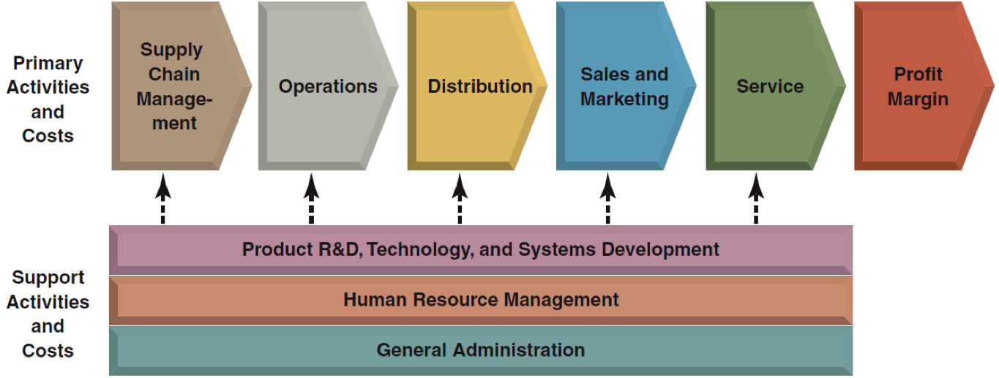 Primary
Activities
and
Costs
Supply
Chain
Manage-
ment
Operations
Distribution
Sales and
Marketing
Service
Profit
Margin
Support
Activities
and
Costs
Product R&D, Technology, and Systems Development
Human Resource Management
General Administration